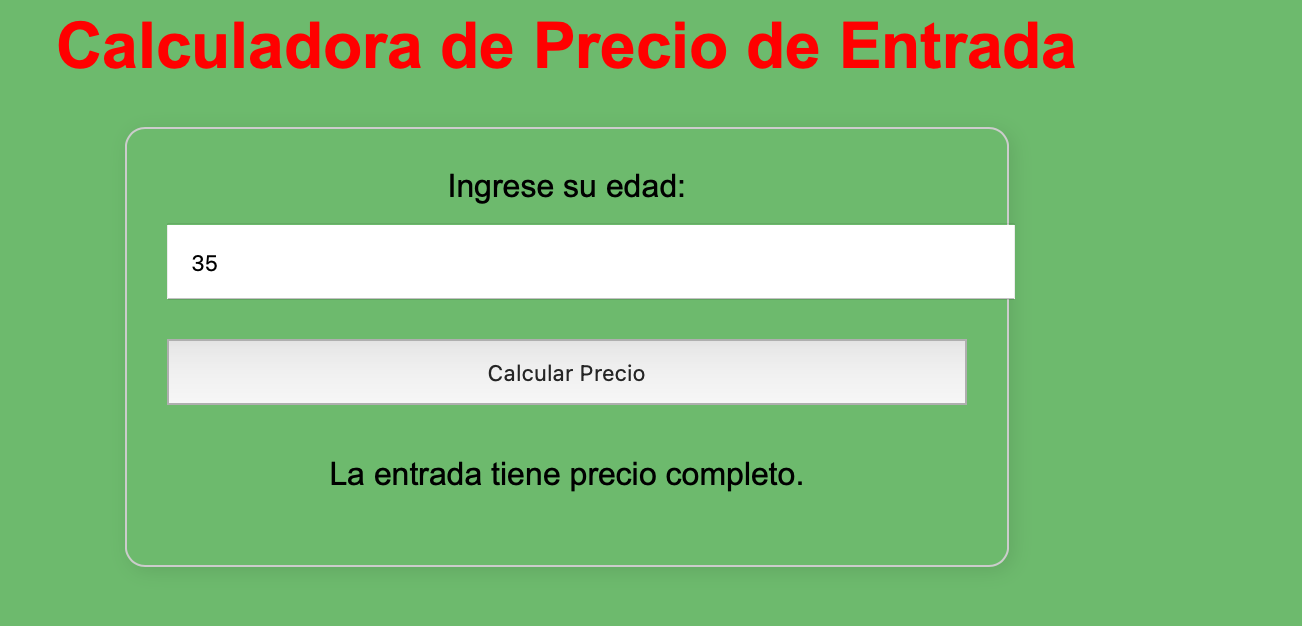 Calculadora de Precio de Entrada
Ingrese su edad:
35
Calcular Precio
La entrada tiene precio completo.